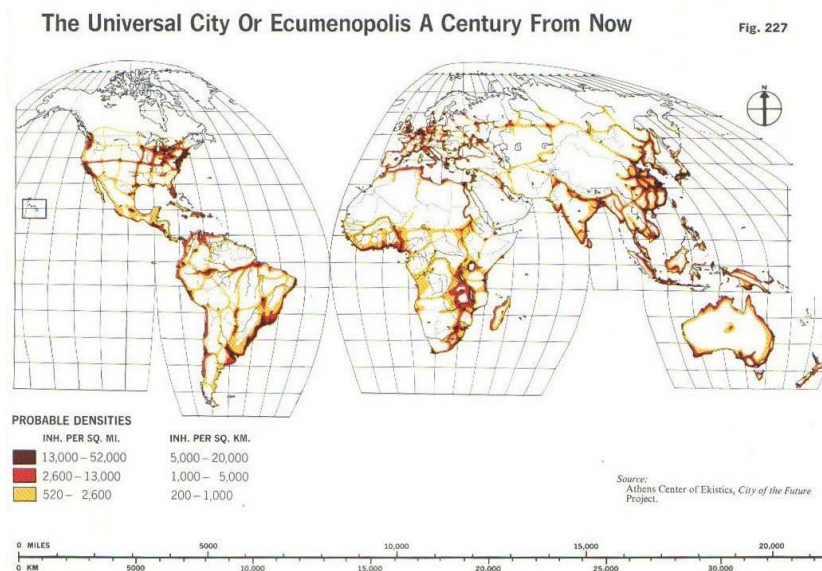 The Universal City Or Ecumenopolis A Century From Now
Fig. 227
N
PROBABLE DENSITIES
INH. PER SQ. MI. INH. PER SQ. KM.
13,000–52,000 5,000–20,000
2,600–13,000 1,000– 5,000
520– 2,600 200– 1,000
Source:
Athens Center of Ekistics, City of the Future
Project.
0 MILES 5000 10,000 15,000 20,000
0 KM 5000 10,000 15,000 20,000 25,000 30,000